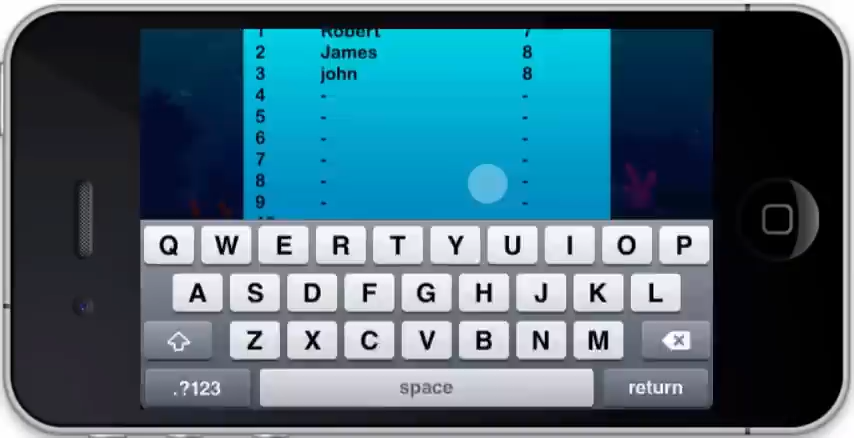 1 Robert 7
2 James 8
3 john 8
4 - -
5 - -
6 - -
7 - -
8 - -
9 - -
Q W E R T Y U I O P
A S D F G H J K L
Z X C V B N M
.?123 space return